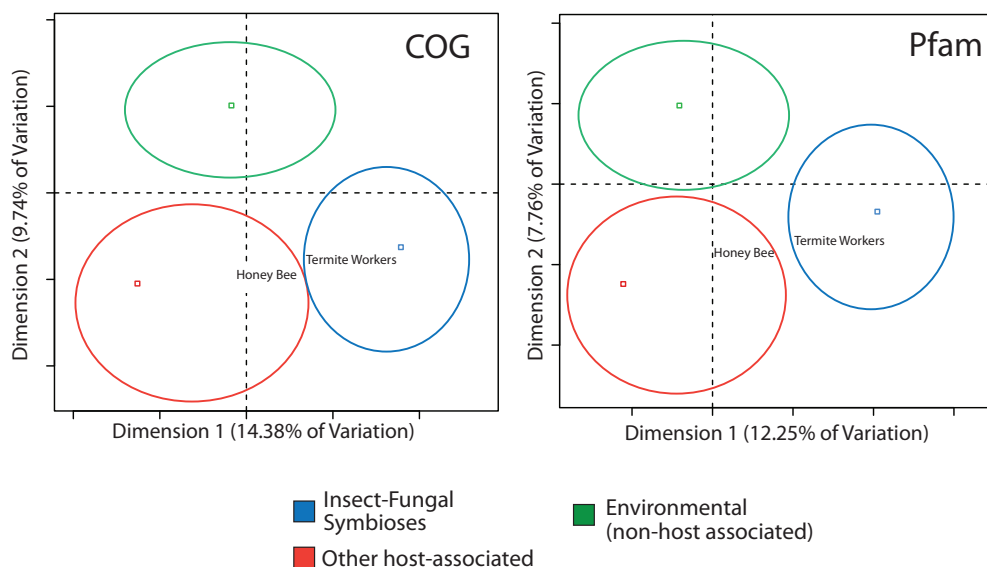 COG
Dimension 2 (9.74% of Variation)
Honey Bee
Termite Workers
Dimension 1 (14.38% of Variation)
Pfam
Dimension 2 (7.76% of Variation)
Honey Bee
Termite Workers
Dimension 1 (12.25% of Variation)
Insect-Fungal
Symbioses
Other host-associated
Environmental
(non-host associated)